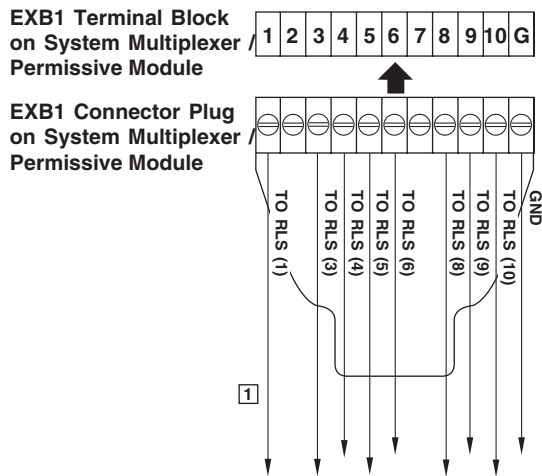 EXB1 Terminal Block
on System Multiplexer /
Permissive Module
1 2 3 4 5 6 7 8 9 10 G
EXB1 Connector Plug
on System Multiplexer /
Permissive Module
TO RLS (1)
TO RLS (3)
TO RLS (4)
TO RLS (5)
TO RLS (6)
TO RLS (8)
TO RLS (9)
TO RLS (10)
GND
1